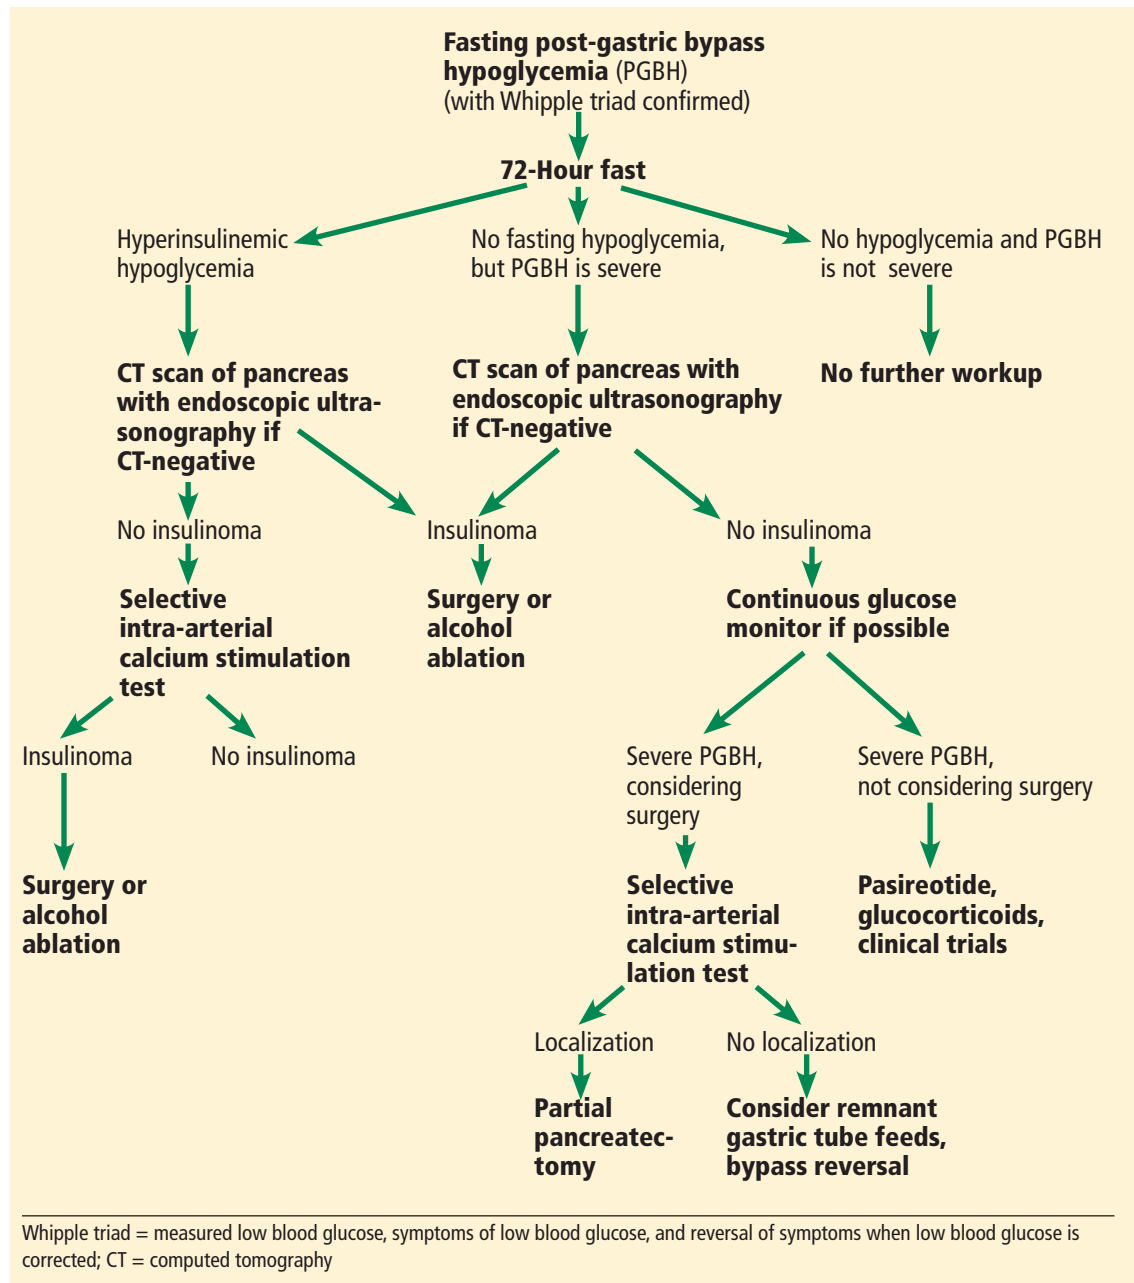 Fasting post-gastric bypass
hypoglycemia (PGBH)
(with Whipple triad confirmed)
72-Hour fast
Hyperinsulinemic
hypoglycemia
No fasting hypoglycemia,
but PGBH is severe
No hypoglycemia and PGBH
is not severe
CT scan of pancreas
with endoscopic ultra-
sonography if
CT-negative
CT scan of pancreas with
endoscopic ultrasonography
if CT-negative
No further workup
No insulinoma
Insulinoma
No insulinoma
Selective
intra-arterial
calcium stimulation
test
Surgery or
alcohol
ablation
Continuous glucose
monitor if possible
Insulinoma
No insulinoma
Severe PGBH,
considering
surgery
Severe PGBH,
not considering surgery
Surgery or
alcohol
ablation
Selective
intra-arterial
calcium stimu-
lation test
Pasireotide,
glucocorticoids,
clinical trials
Localization
No localization
Partial
pancreatec-
tomy
Consider remnant
gastric tube feeds,
bypass reversal
Whipple triad = measured low blood glucose, symptoms of low blood glucose, and reversal of symptoms when low blood glucose is
corrected; CT = computed tomography